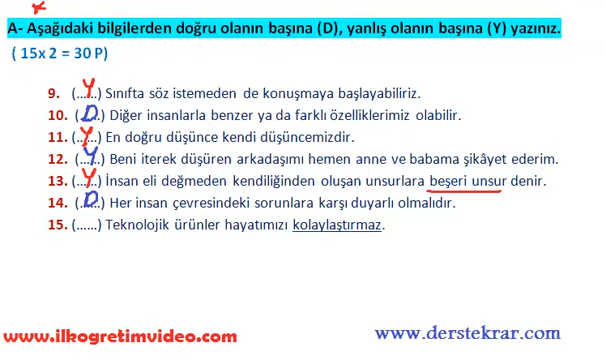 A- Aşağıdaki bilgilerden doğru olanın başına (D), yanlış olanın başına (Y) yazınız.
( 15x 2 = 30 P)
9. (...Y...) Sınıfta söz istemeden de konuşmaya başlayabiliriz.
10. (...D...) Diğer insanlarla benzer ya da farklı özelliklerimiz olabilir.
11. (...Y...) En doğru düşünce kendi düşüncemizdir.
12. (...Y...) Beni iterek düşüren arkadaşımı hemen anne ve babama şikâyet ederim.
13. (...Y...) İnsan eli değmeden kendiliğinden oluşan unsurlara beşeri unsur denir.
14. (...D...) Her insan çevresindeki sorunlara karşı duyarlı olmalıdır.
15. (......) Teknolojik ürünler hayatımızı kolaylaştırmaz.
www.ilkogretimvideo.com www.derstekrar.com